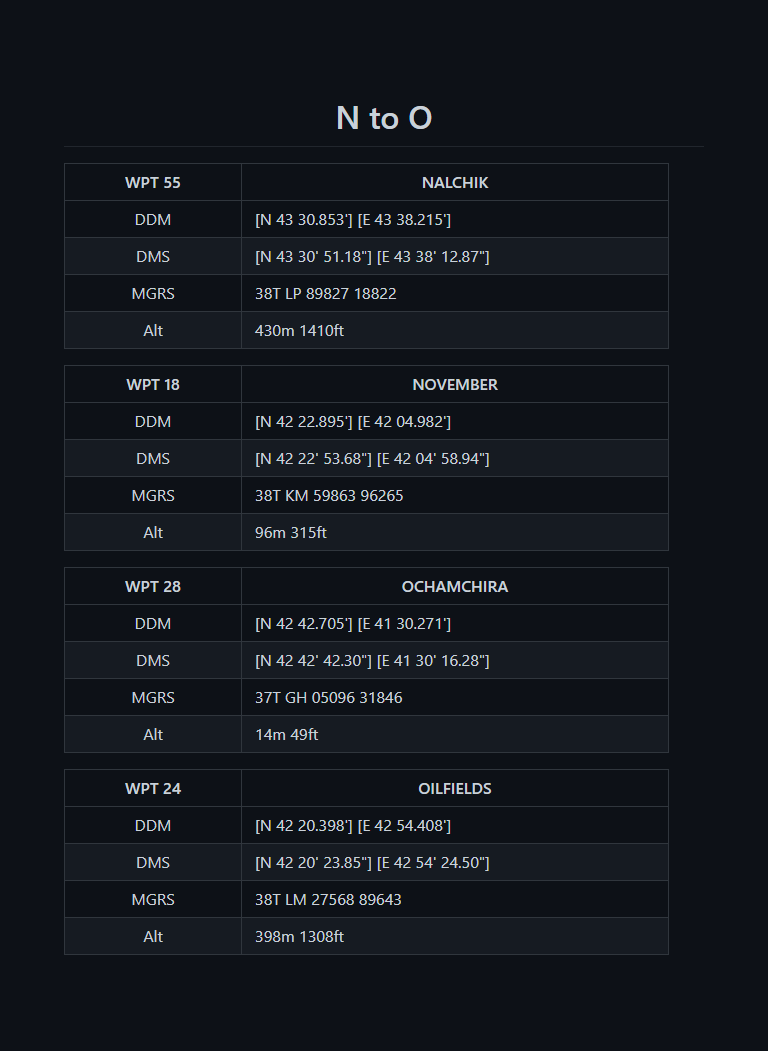 N to O
WPT 55 NALCHIK
DDM [N 43 30.853'] [E 43 38.215']
DMS [N 43 30' 51.18"] [E 43 38' 12.87"]
MGRS 38T LP 89827 18822
Alt 430m 1410ft
WPT 18 NOVEMBER
DDM [N 42 22.895'] [E 42 04.982']
DMS [N 42 22' 53.68"] [E 42 04' 58.94"]
MGRS 38T KM 59863 96265
Alt 96m 315ft
WPT 28 OCHAMCHIRA
DDM [N 42 42.705'] [E 41 30.271']
DMS [N 42 42' 42.30"] [E 41 30' 16.28"]
MGRS 37T GH 05096 31846
Alt 14m 49ft
WPT 24 OILFIELDS
DDM [N 42 20.398'] [E 42 54.408']
DMS [N 42 20' 23.85"] [E 42 54' 24.50"]
MGRS 38T LM 27568 89643
Alt 398m 1308ft